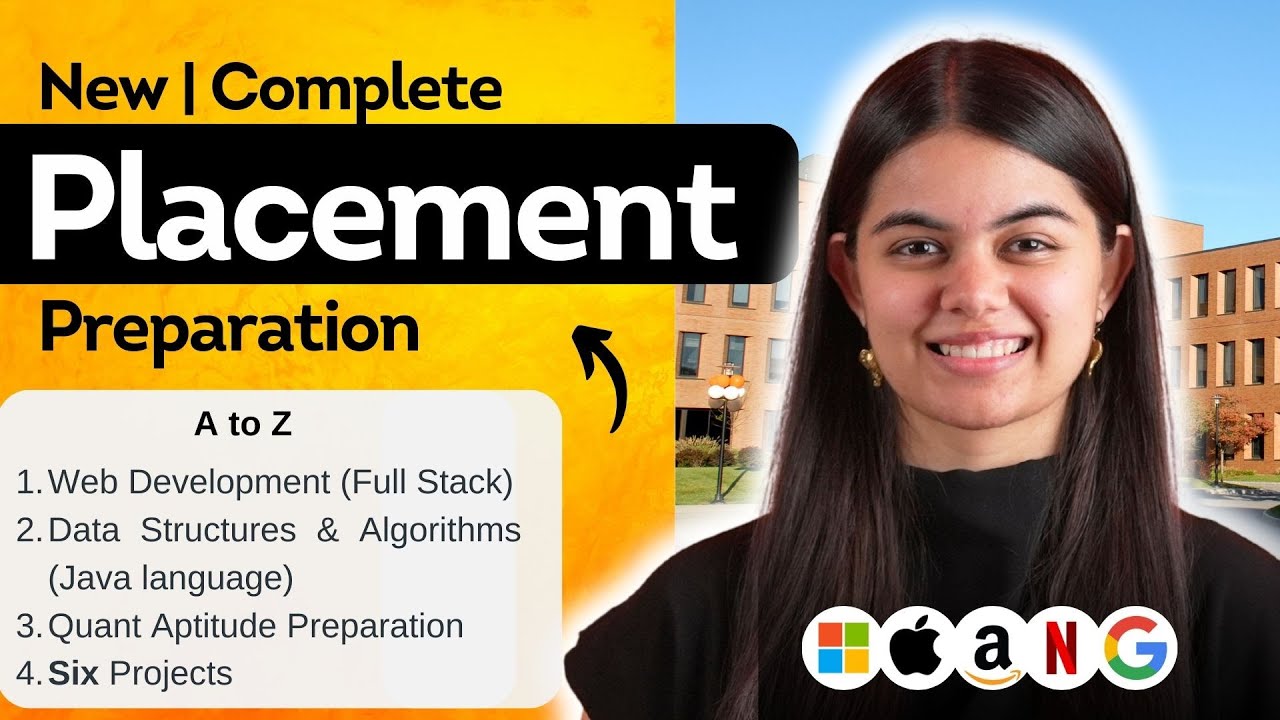 New | Complete
Placement
Preparation
A to Z
1. Web Development (Full Stack)
2. Data Structures & Algorithms
(Java language)
3. Quant Aptitude Preparation
4. Six Projects
a N G